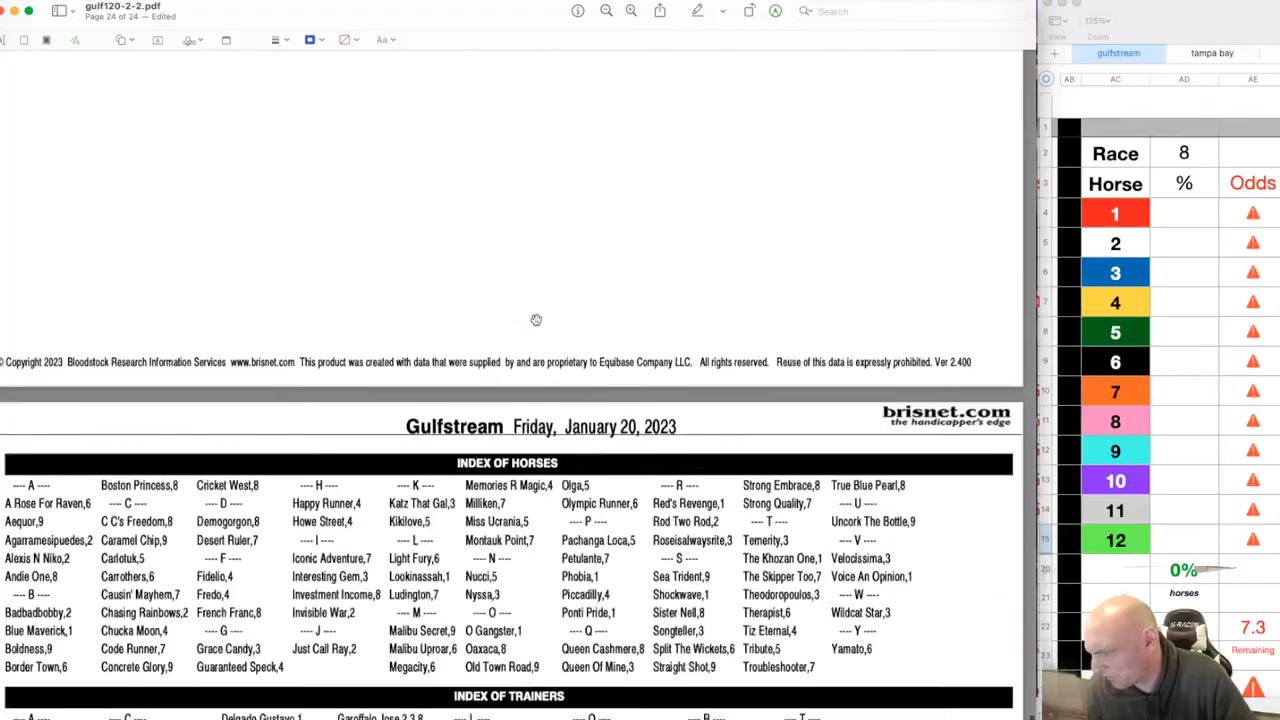 gulf120-2-2.pdf
Page 24 of 24 — Edited
Search
125%
View Zoom
gulfstream tampa bay
AB AC AD AE
Race 8
Horse % Odds
1
2
3
4
5
6
7
8
9
10
11
12
0%
horses
7.3
Remaining
© Copyright 2023 Bloodstock Research Information Services www.brisnet.com This product was created with data that were supplied by and are proprietary to Equibase Company LLC. All rights reserved. Reuse of this data is expressly prohibited. Ver 2.400
Gulfstream Friday, January 20, 2023
brisnet.com
the handicapper's edge
INDEX OF HORSES
---- A ---- Boston Princess,8 Cricket West,8 ---- H ---- ---- K ---- Memories R Magic,4 Olga,5 ---- R ---- Strong Embrace,8 True Blue Pearl,8
A Rose For Raven,6 ---- C ---- ---- D ---- Happy Runner,4 Katz That Gal,3 Milliken,7 Olympic Runner,6 Red's Revenge,1 Strong Quality,7 ---- U ----
Aequor,9 C C's Freedom,8 Demogorgon,8 Howe Street,4 Kikilove,5 Miss Ucrania,5 ---- P ---- Rod Two Rod,2 ---- T ---- Uncork The Bottle,9
Agarramesipuedes,2 Caramel Chip,9 Desert Ruler,7 ---- I ---- ---- L ---- Montauk Point,7 Pachanga Loca,5 Roseisalwaysrite,3 Temerity,3 ---- V ----
Alexis N Niko,2 Carlotuk,5 ---- F ---- Iconic Adventure,7 Light Fury,6 ---- N ---- Petulante,7 ---- S ---- The Khozan One,1 Velocissima,3
Andie One,8 Carrothers,6 Fidelio,4 Interesting Gem,3 Lookinassah,1 Nucci,5 Phobia,1 Sea Trident,9 The Skipper Too,7 Voice An Opinion,1
---- B ---- Causin' Mayhem,7 Fredo,4 Investment Income,8 Ludington,7 Nyssa,3 Piccadilly,4 Shockwave,1 Theodoropoulos,3 ---- W ----
Badbadbobby,2 Chasing Rainbows,2 French Franc,8 Invisible War,2 ---- M ---- ---- O ---- Ponti Pride,1 Sister Nell,8 Therapist,6 Wildcat Star,3
Blue Maverick,1 Chucka Moon,4 ---- G ---- ---- J ---- Malibu Secret,9 O Gangster,1 ---- Q ---- Songteller,3 Tiz Eternal,4 ---- Y ----
Boldness,9 Code Runner,7 Grace Candy,3 Just Call Ray,2 Malibu Uproar,6 Oaxaca,8 Queen Cashmere,8 Split The Wickets,6 Tribute,5 Yamato,6
Border Town,6 Concrete Glory,9 Guaranteed Speck,4 Megacity,6 Old Town Road,9 Queen Of Mine,3 Straight Shot,9 Troubleshooter,7
INDEX OF TRAINERS